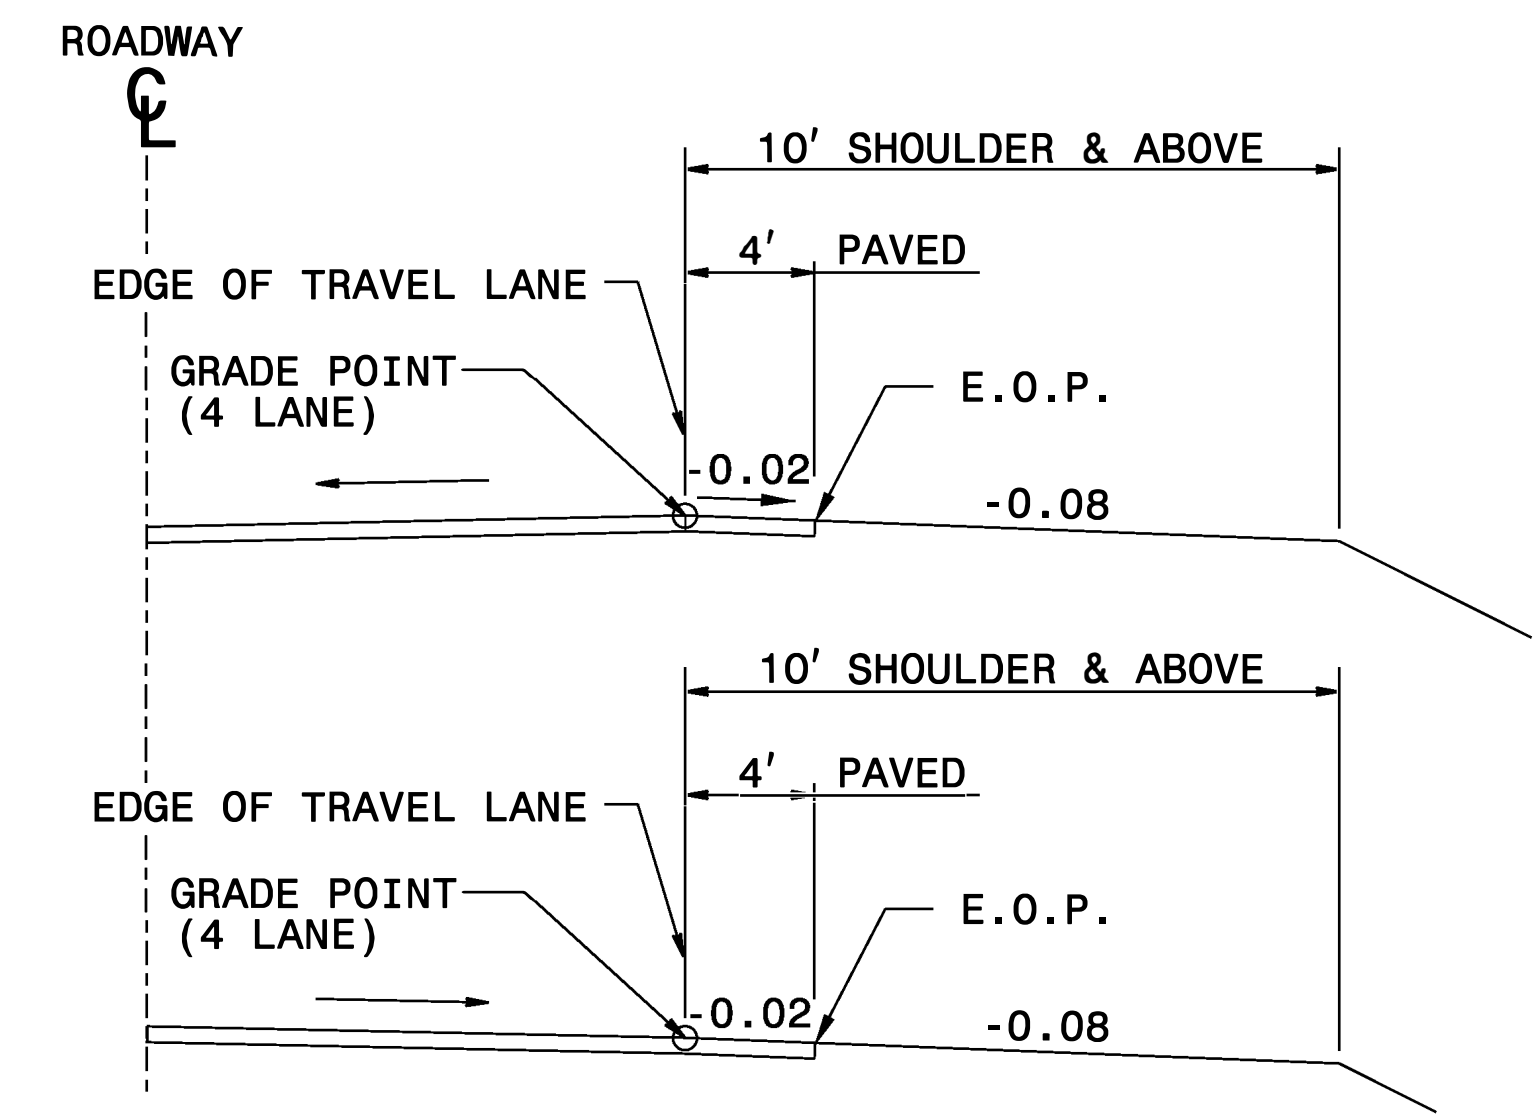 ROADWAY
CL
10' SHOULDER & ABOVE
4' PAVED
EDGE OF TRAVEL LANE
GRADE POINT
(4 LANE)
E.O.P.
-0.02
-0.08
10' SHOULDER & ABOVE
4' PAVED
EDGE OF TRAVEL LANE
GRADE POINT
(4 LANE)
E.O.P.
-0.02
-0.08